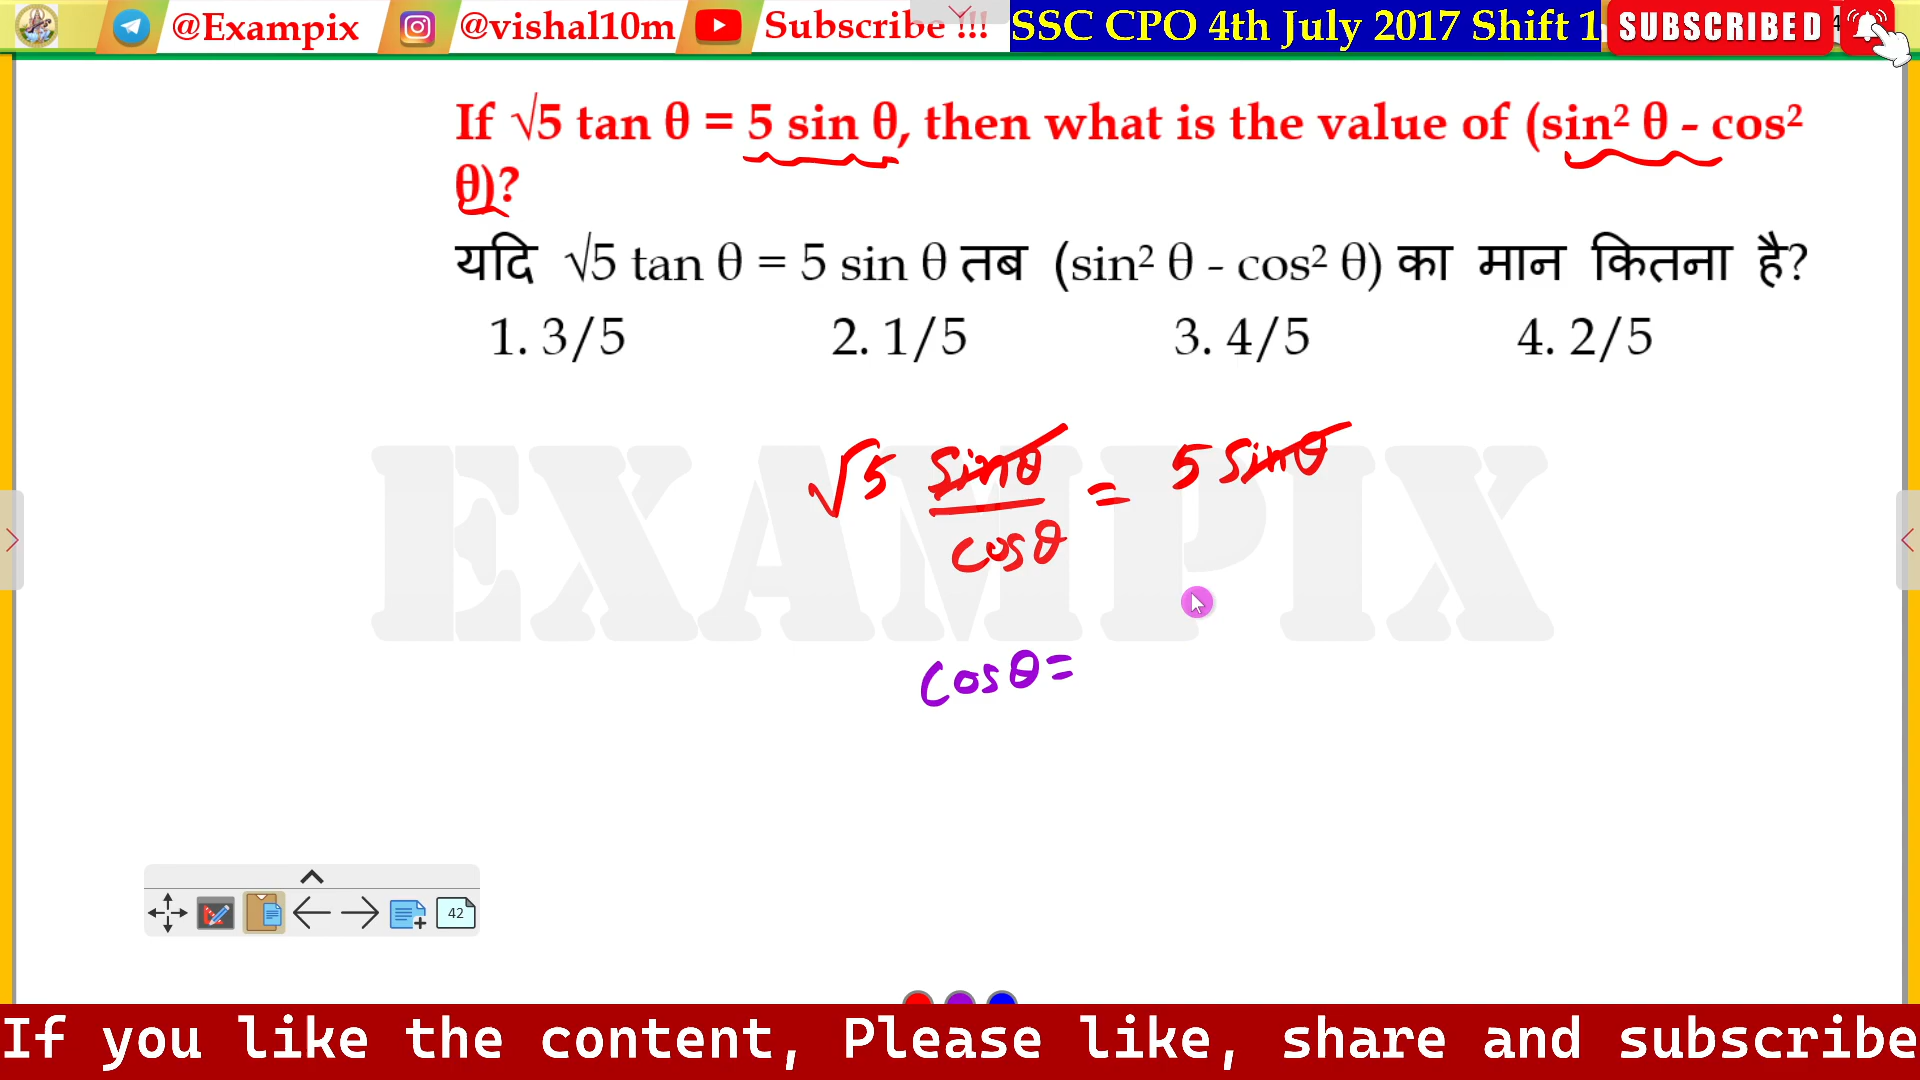 @Exampix @vishal10m Subscribe !!! SSC CPO 4th July 2017 Shift 1 SUBSCRIBED
If √5 tan θ = 5 sin θ, then what is the value of (sin² θ - cos²
θ)?
यदि √5 tan θ = 5 sin θ तब (sin² θ - cos² θ) का मान कितना है?
1. 3/5 2. 1/5 3. 4/5 4. 2/5
√5 sinθ/cosθ = 5 sinθ
cosθ=
EXAMPIX
42
If you like the content, Please like, share and subscribe